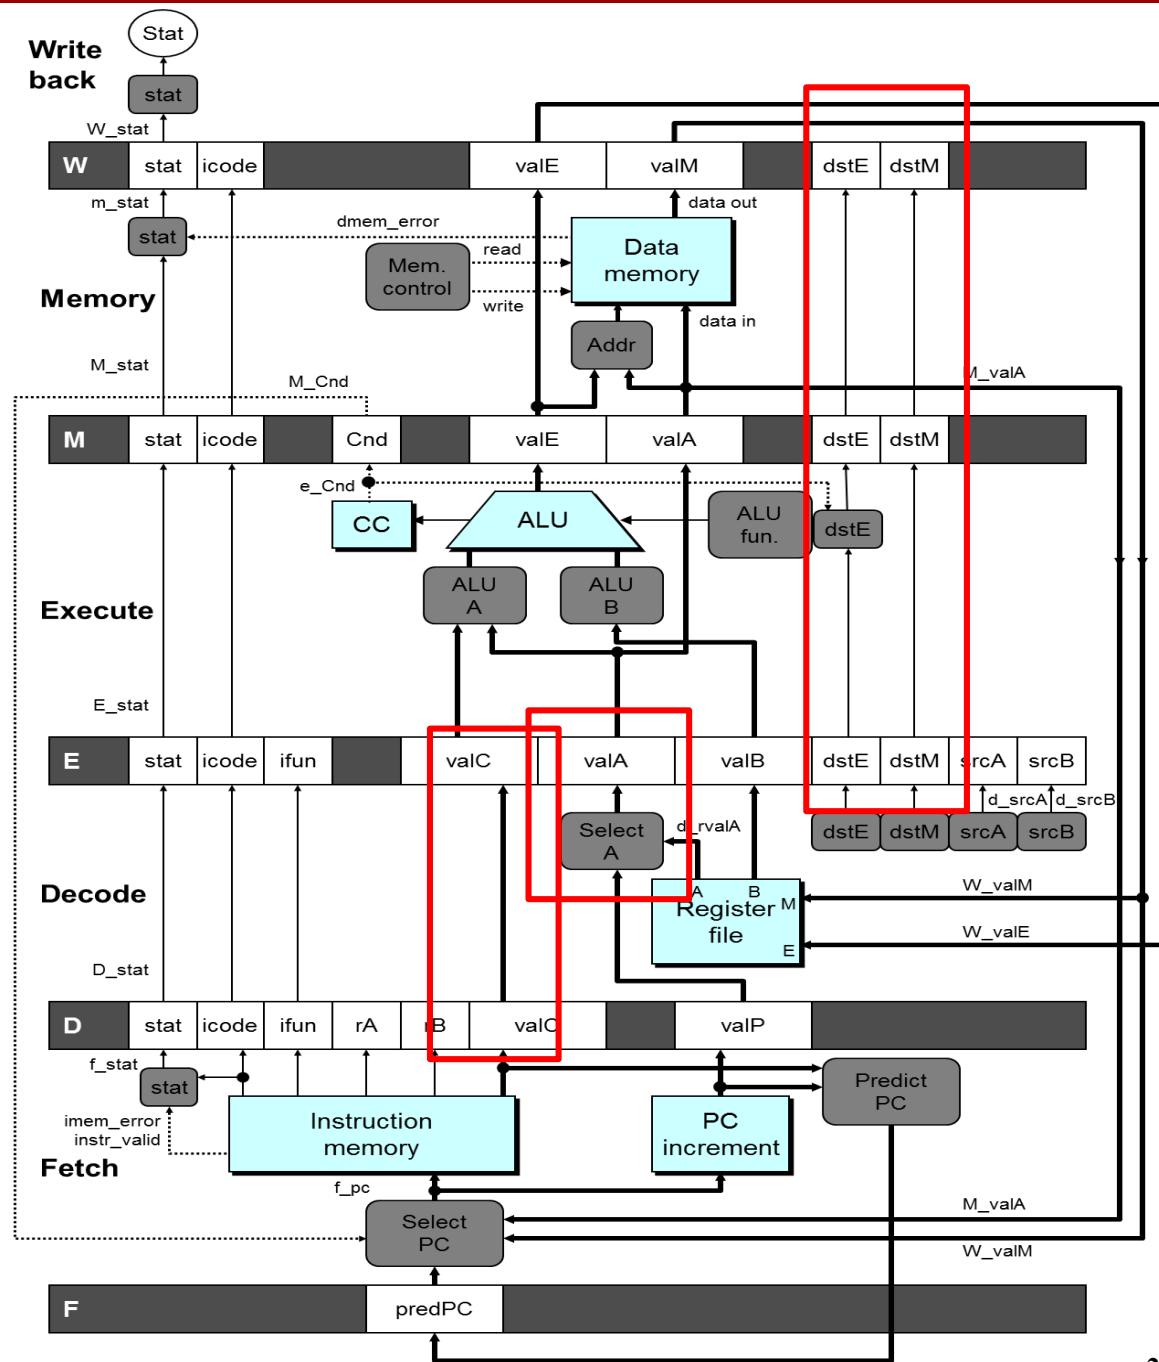 Stat
Write
back
stat
W_stat
W stat icode valE valM dstE dstM
m_stat
data out
stat
dmem_error
read
Mem.
control
write
Data
memory
Memory
data in
Addr
M_stat
M_Cnd
M_valA
M stat icode Cnd valE valA dstE dstM
e_Cnd
CC
ALU
ALU
fun.
dstE
ALU
A
ALU
B
Execute
E_stat
E stat icode ifun valC valA valB dstE dstM srcA srcB
d_srcA d_srcB
Select
A
d_rvalA
dstE dstM srcA srcB
Decode
A B
M
Register
file
E
W_valM
W_valE
D_stat
D stat icode ifun rA rB valC valP
f_stat
stat
Predict
PC
imem_error
instr_valid
Instruction
memory
PC
increment
Fetch
f_pc
M_valA
Select
PC
W_valM
F predPC